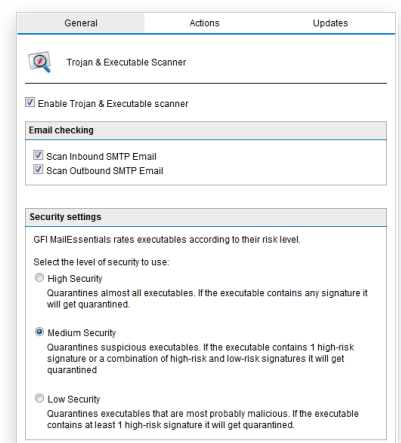 General Actions Updates
Trojan & Executable Scanner
Enable Trojan & Executable scanner
Email checking
Scan Inbound SMTP Email
Scan Outbound SMTP Email
Security settings
GFI MailEssentials rates executables according to their risk level.
Select the level of security to use:
High Security
Quarantines almost all executables. If the executable contains any signature it
will get quarantined.
Medium Security
Quarantines suspicious executables. If the executable contains 1 high-risk
signature or a combination of high-risk and low-risk signatures it will get
quarantined
Low Security
Quarantines executables that are most probably malicious. If the executable
contains at least 1 high-risk signature it will get quarantined.